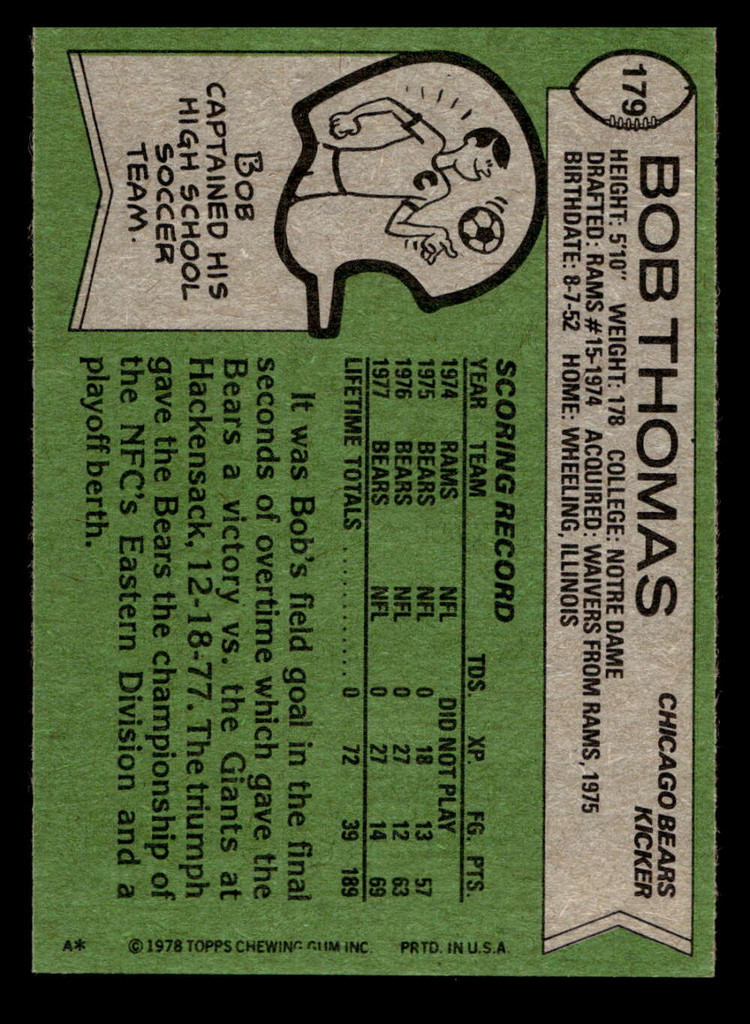 179
BOB THOMAS
CHICAGO BEARS
KICKER
HEIGHT: 5'10" WEIGHT: 178 COLLEGE: NOTRE DAME
DRAFTED: RAMS #15-1974 ACQUIRED: WAIVERS FROM RAMS, 1975
BIRTHDATE: 8-7-52 HOME: WHEELING, ILLINOIS
C
BOB
CAPTAINED HIS
HIGH SCHOOL
SOCCER
TEAM.
SCORING RECORD
YEAR TEAM TDS. XP. FG. PTS.
1974 RAMS NFL DID NOT PLAY
1975 BEARS NFL 0 18 13 57
1976 BEARS NFL 0 27 12 63
1977 BEARS NFL 0 27 14 69
LIFETIME TOTALS .......... 0 72 39 189
It was Bob's field goal in the final
seconds of overtime which gave the
Bears a victory vs. the Giants at
Hackensack, 12-18-77. The triumph
gave the Bears the championship of
the NFC's Eastern Division and a
playoff berth.
A* © 1978 TOPPS CHEWING GUM INC. PRTD. IN U.S.A.